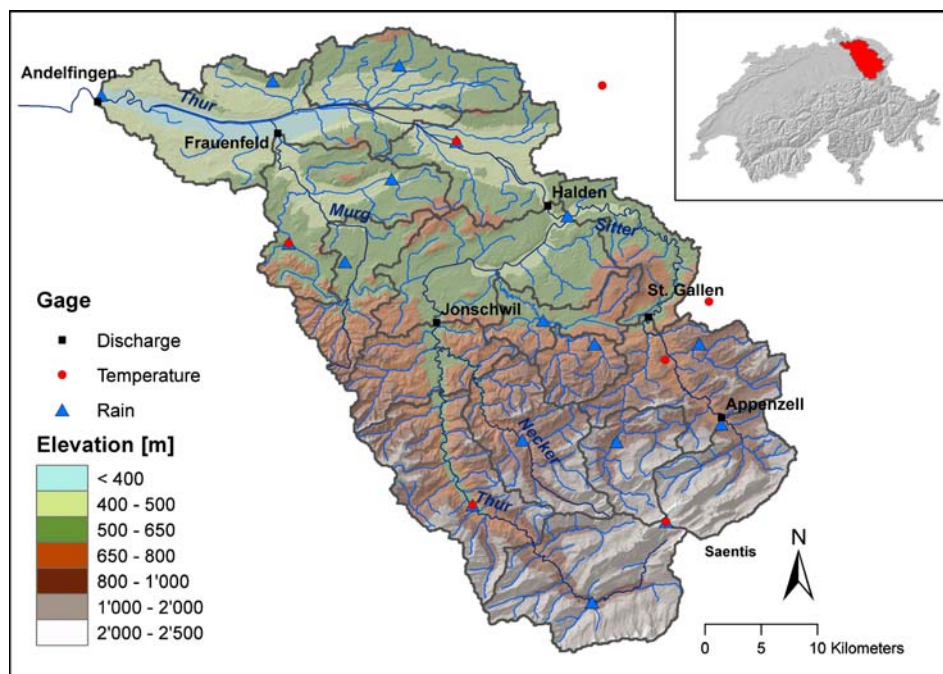 Andelfingen
Thur
Frauenfeld
Halden
Murg
Sitter
St. Gallen
Jonschwil
Appenzell
Necker
Thur
Saentis
Gage
Discharge
Temperature
Rain
Elevation [m]
< 400
400 - 500
500 - 650
650 - 800
800 - 1'000
1'000 - 2'000
2'000 - 2'500
N
0 5 10 Kilometers